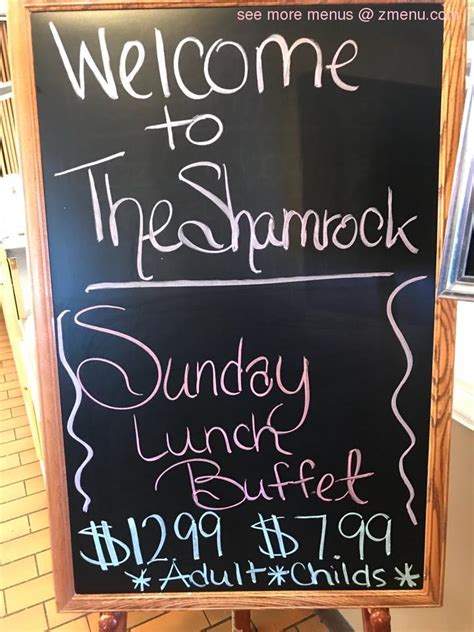 see more menus @ zmenu.com
Welcome
to
The Shamrock
Sunday
Lunch
Buffet
$12.99 $7.99
*Adult*Childs*